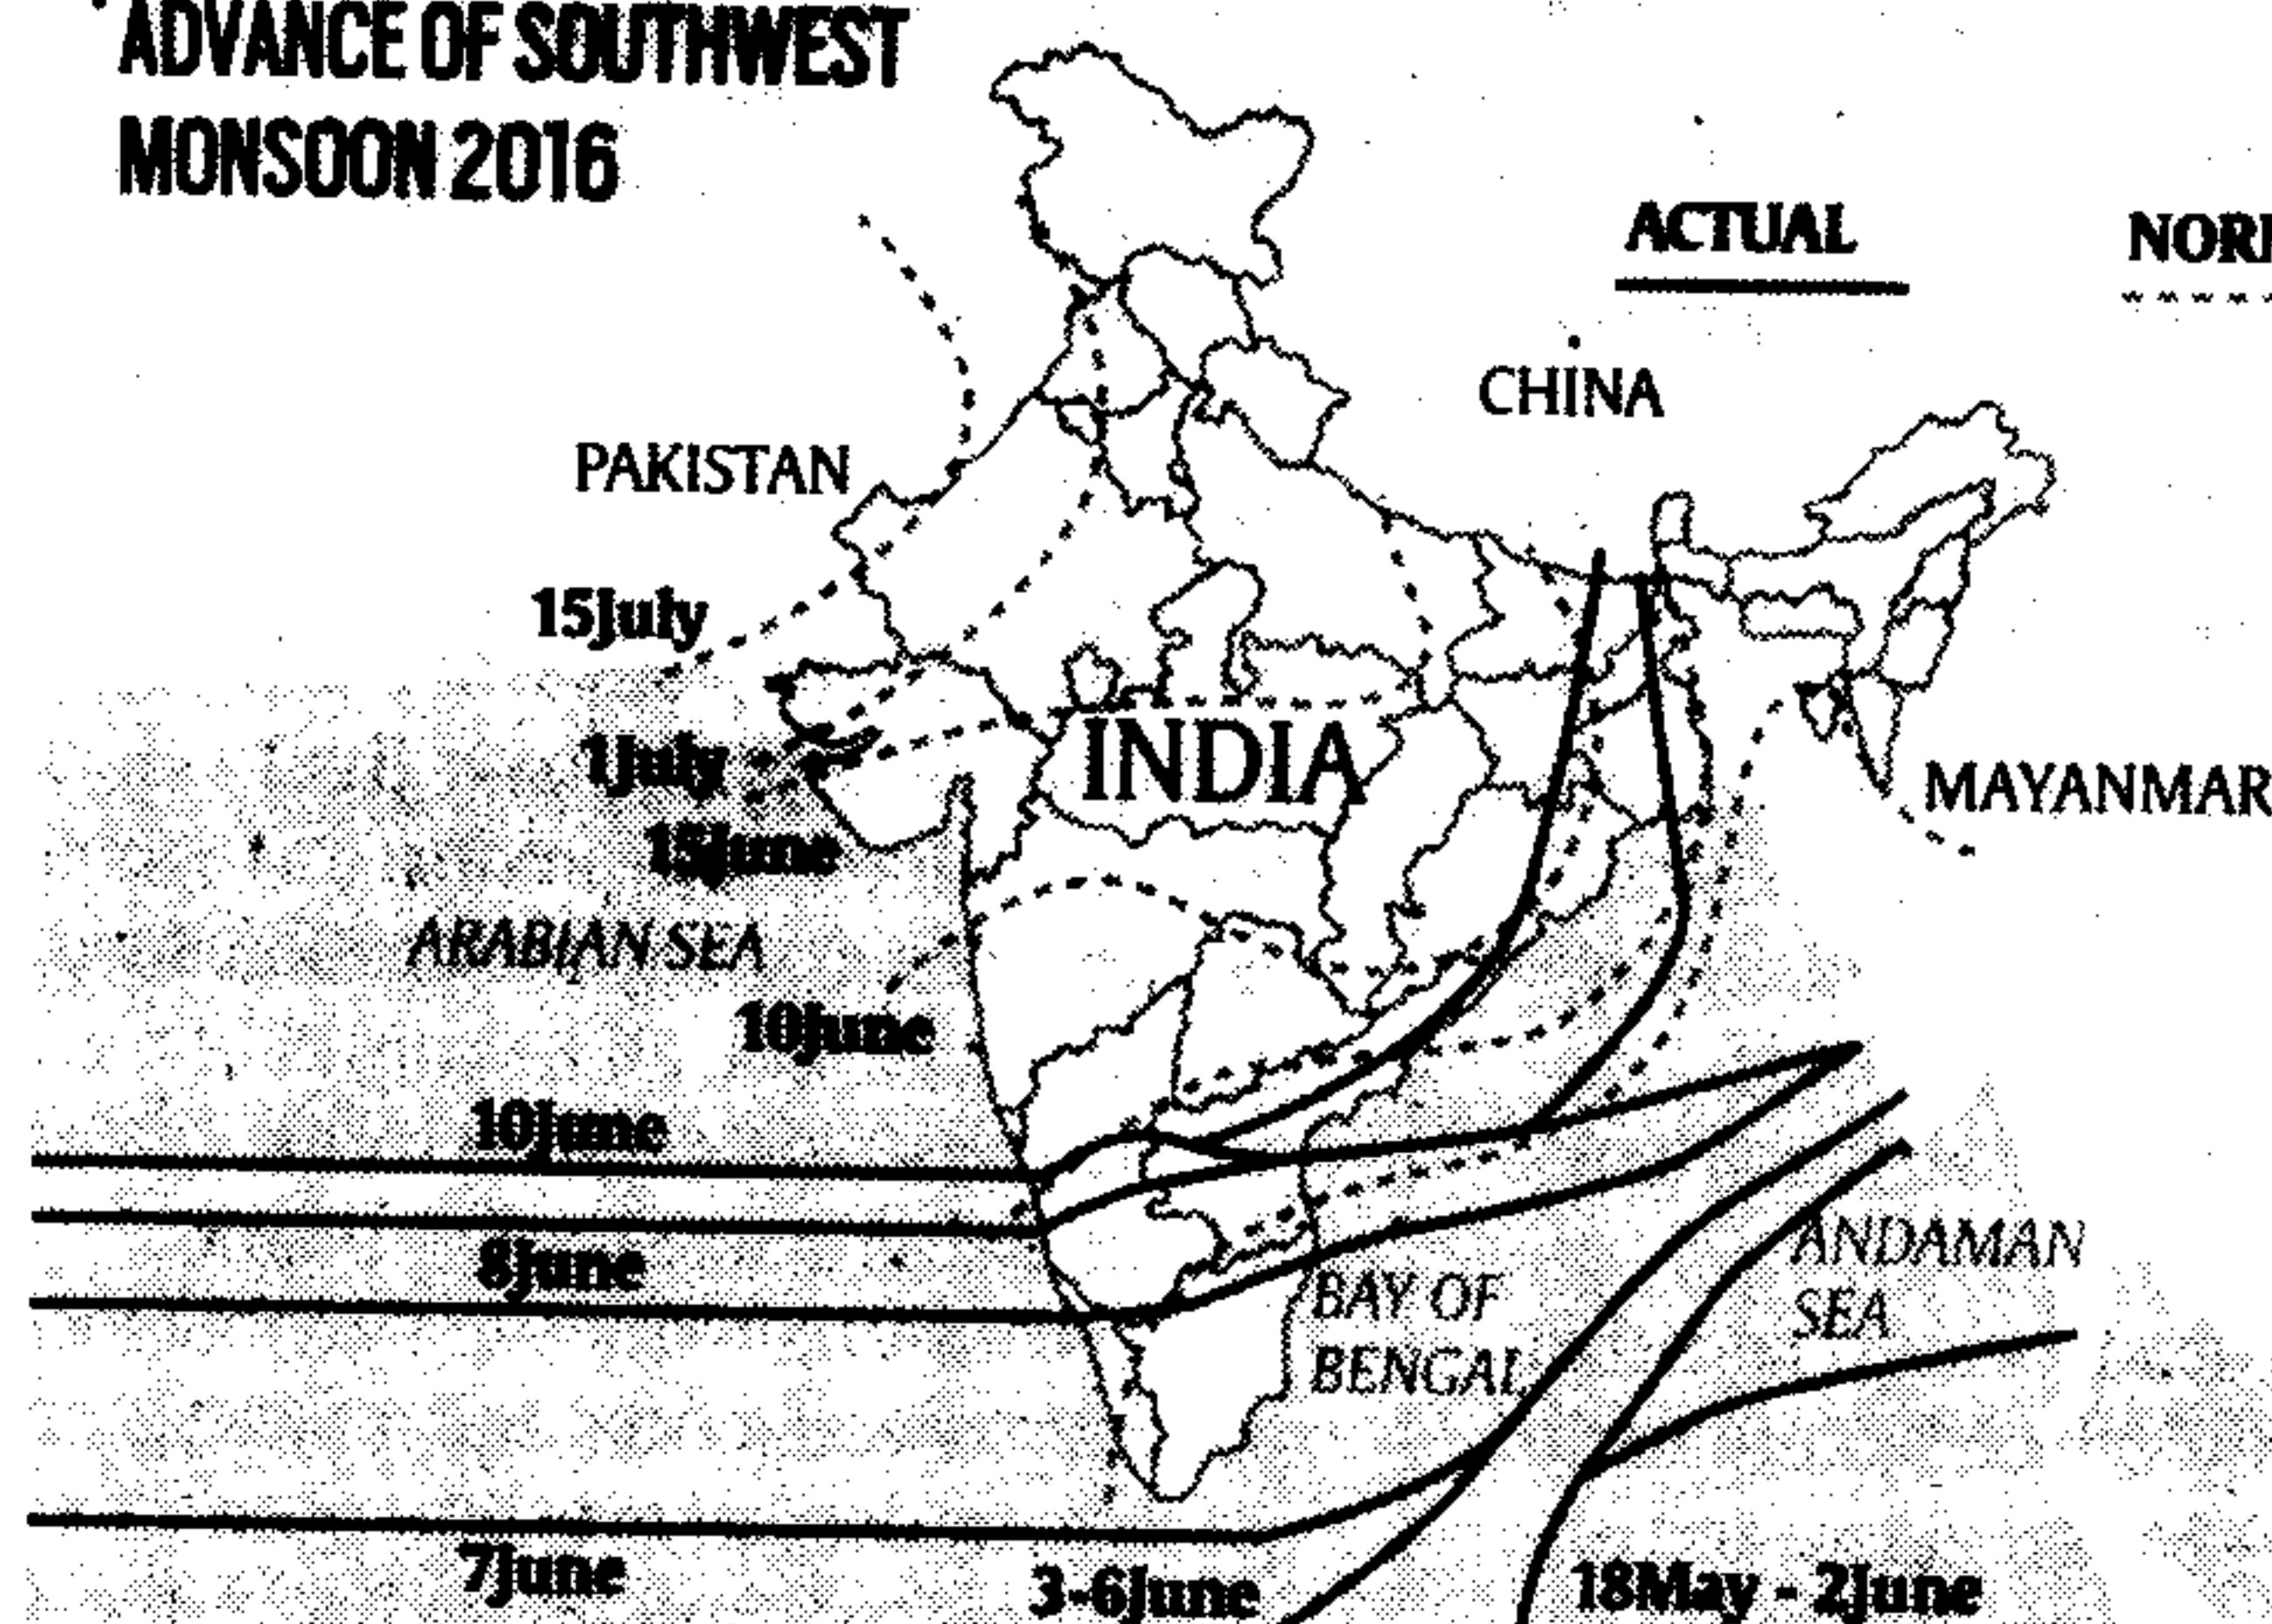 ADVANCE OF SOUTHWEST
MONSOON 2016
ACTUAL
CHINA
PAKISTAN
15July
INDIA
1July
MAYANMAR
15June
ARABIAN SEA
10June
10June
8June
ANDAMAN
SEA
BAY OF
BENGAL
7June
3-6June
18May - 2June